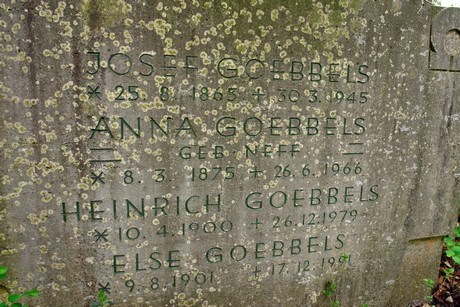 JOSEF GOEBBELS
* 25. 8. 1865 + 30. 3. 1945
ANNA GOEBBELS
= GEB NEFF =
* 8. 3. 1875 + 26. 6. 1966
HEINRICH GOEBBELS
* 10. 4. 1900 + 26. 12. 1979
ELSE GOEBBELS
* 9. 8. 1901 + 17. 12. 1991